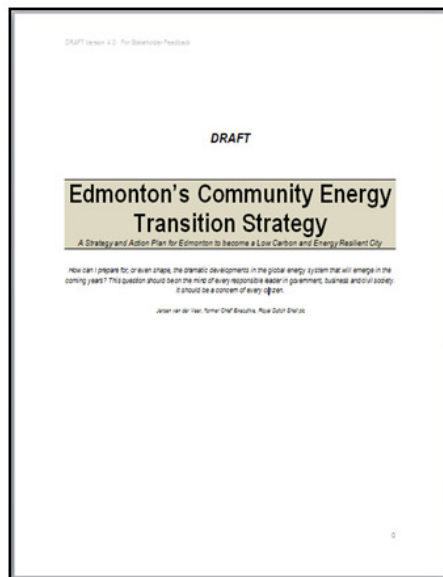 DRAFT Version 4.0 For Stakeholder Feedback
DRAFT
Edmonton's Community Energy
Transition Strategy
A Strategy and Action Plan for Edmonton to become a Low Carbon and Energy Resilient City
How can I prepare for, or even shape, the dramatic developments in the global energy system that will emerge in the
coming years? This question should be on the mind of every responsible leader in government, business and civil society.
It should be a concern of every citizen.
Jeroen van der Veer, former Chief Executive, Royal Dutch Shell plc
0